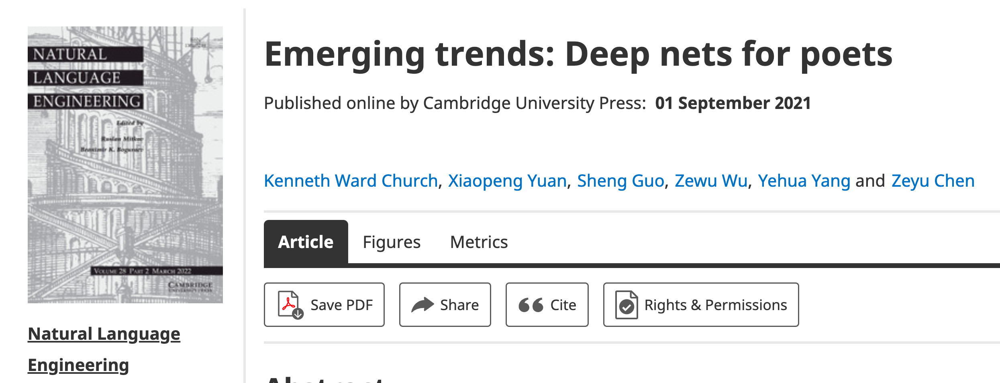 NATURAL
LANGUAGE
ENGINEERING
Edited by
Ruslan Mitkov
Branimir K. Boguraev
VOLUME 28 PART 2 MARCH 2022
CAMBRIDGE
UNIVERSITY PRESS
Natural Language
Engineering
Emerging trends: Deep nets for poets
Published online by Cambridge University Press: 01 September 2021
Kenneth Ward Church, Xiaopeng Yuan, Sheng Guo, Zewu Wu, Yehua Yang and Zeyu Chen
Article Figures Metrics
Save PDF Share Cite Rights & Permissions
Abstract